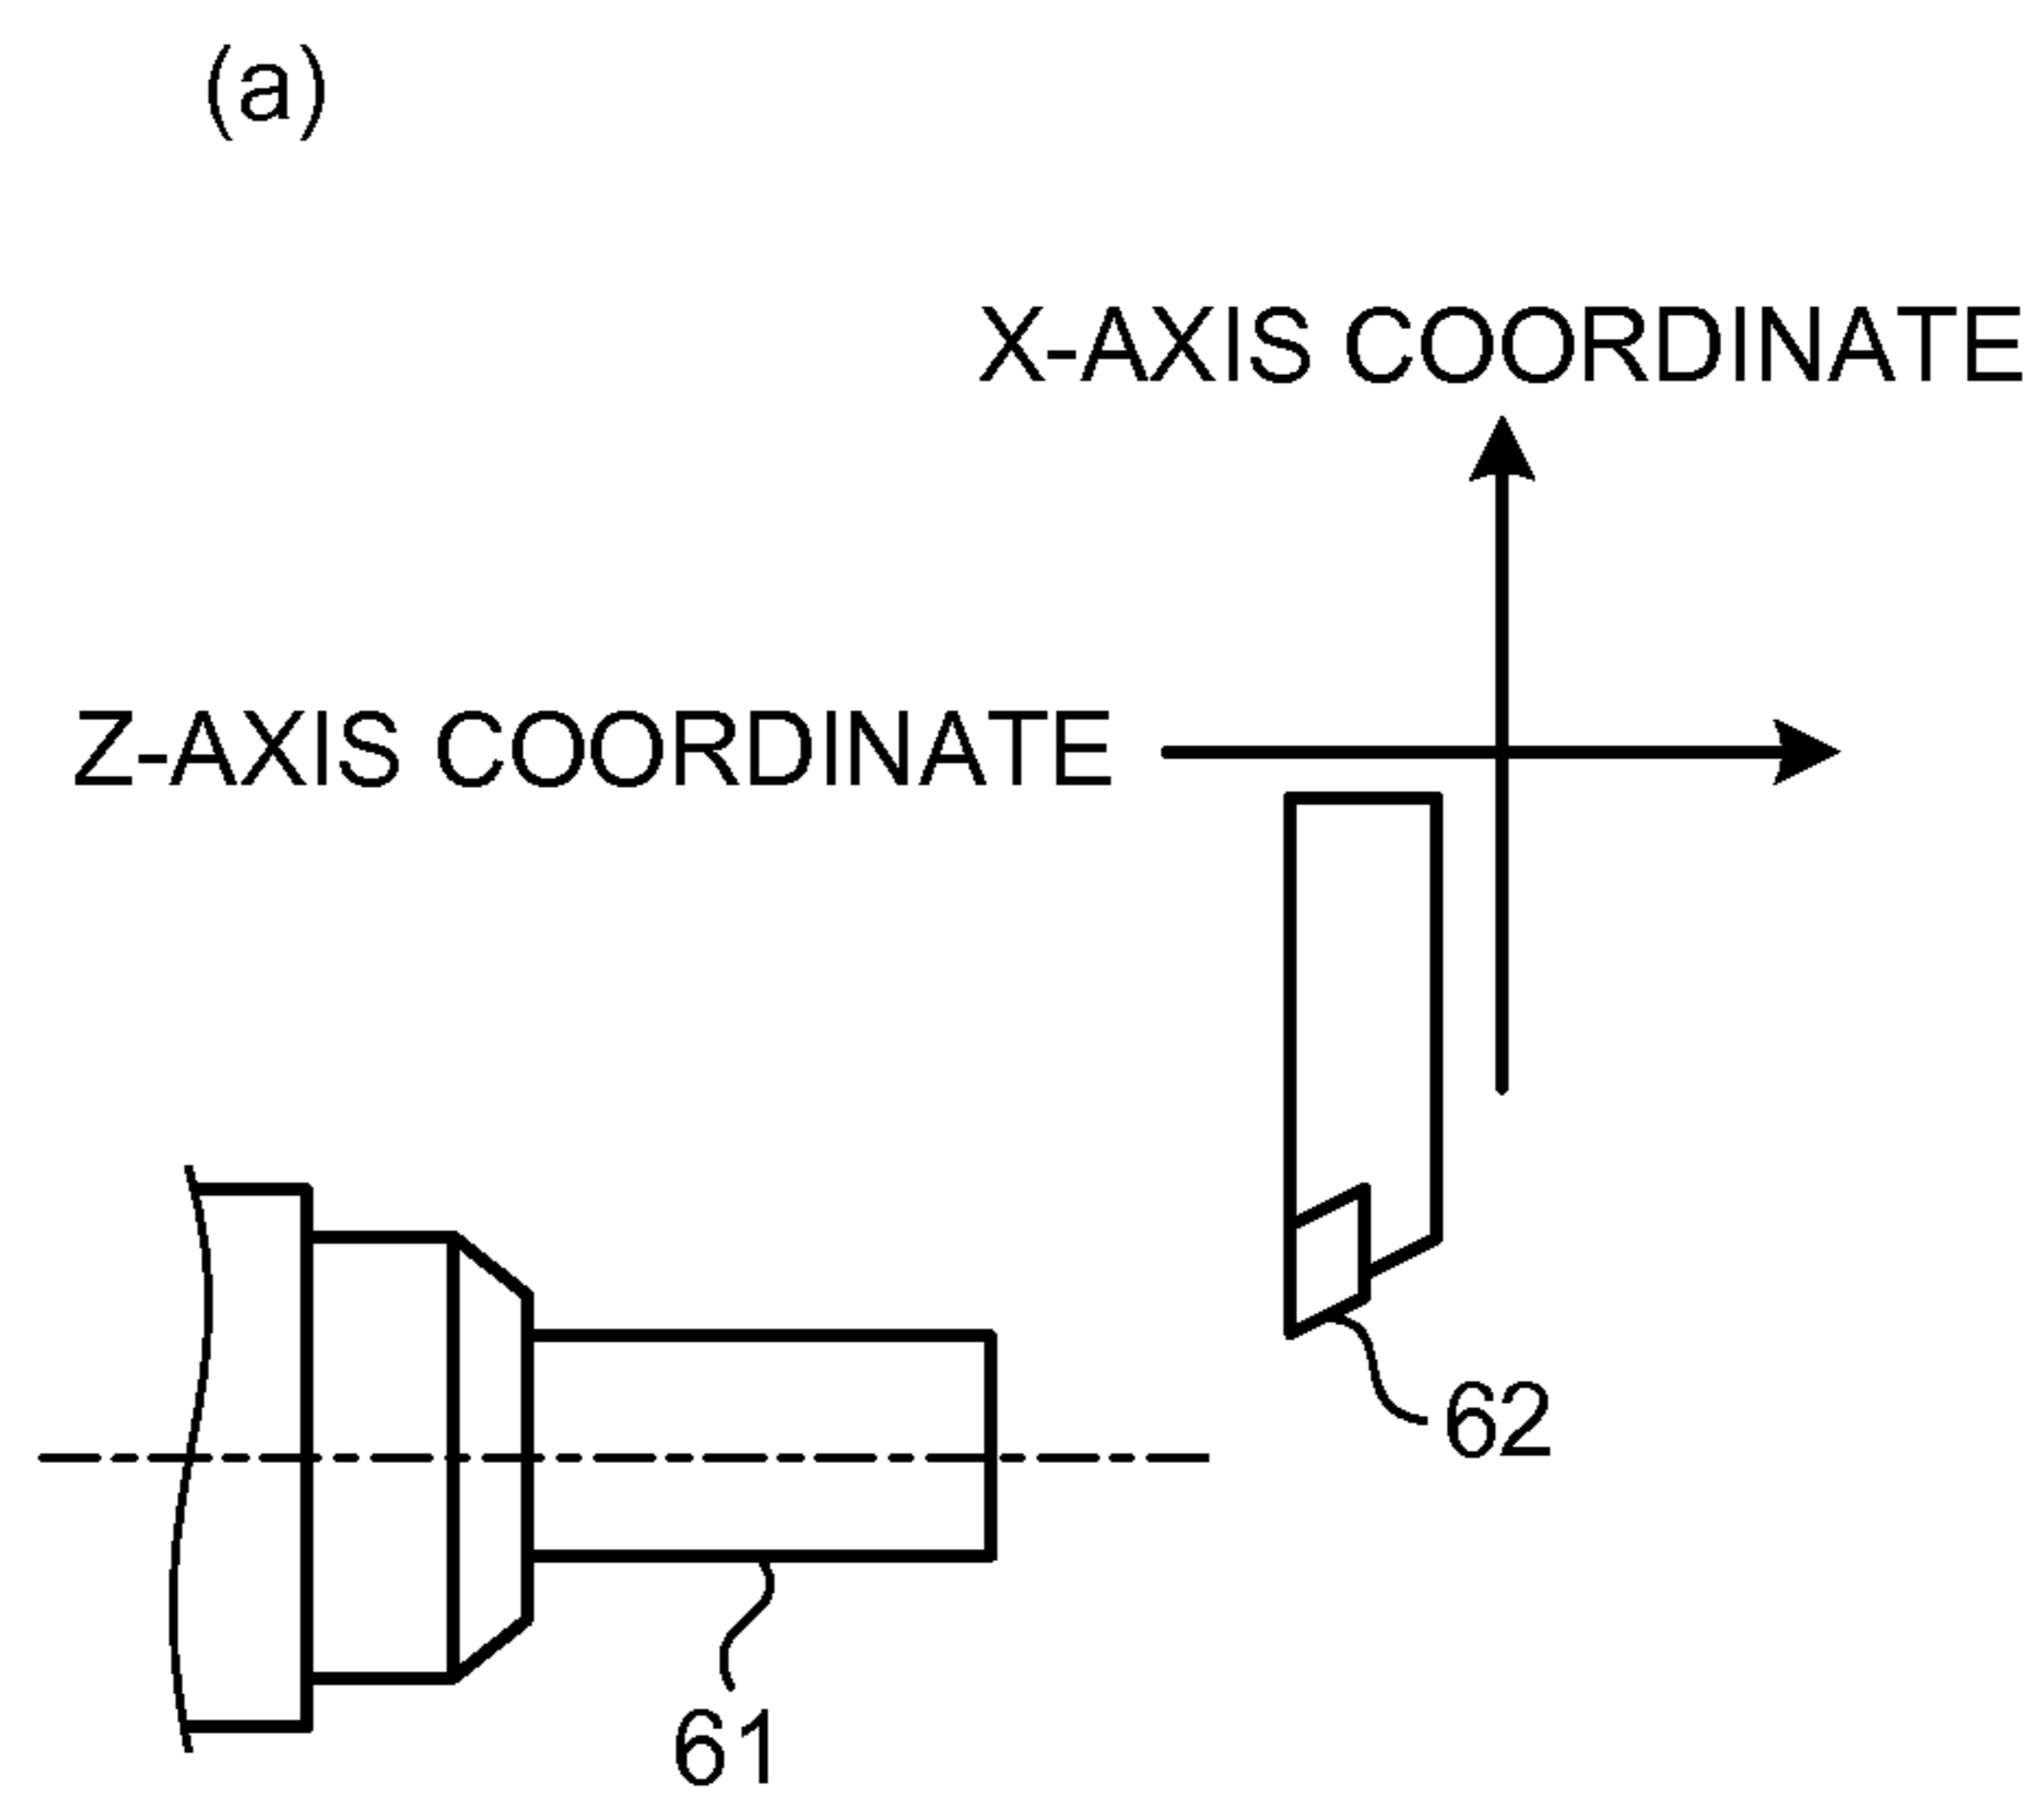 (a)
X-AXIS COORDINATE
Z-AXIS COORDINATE
62
61